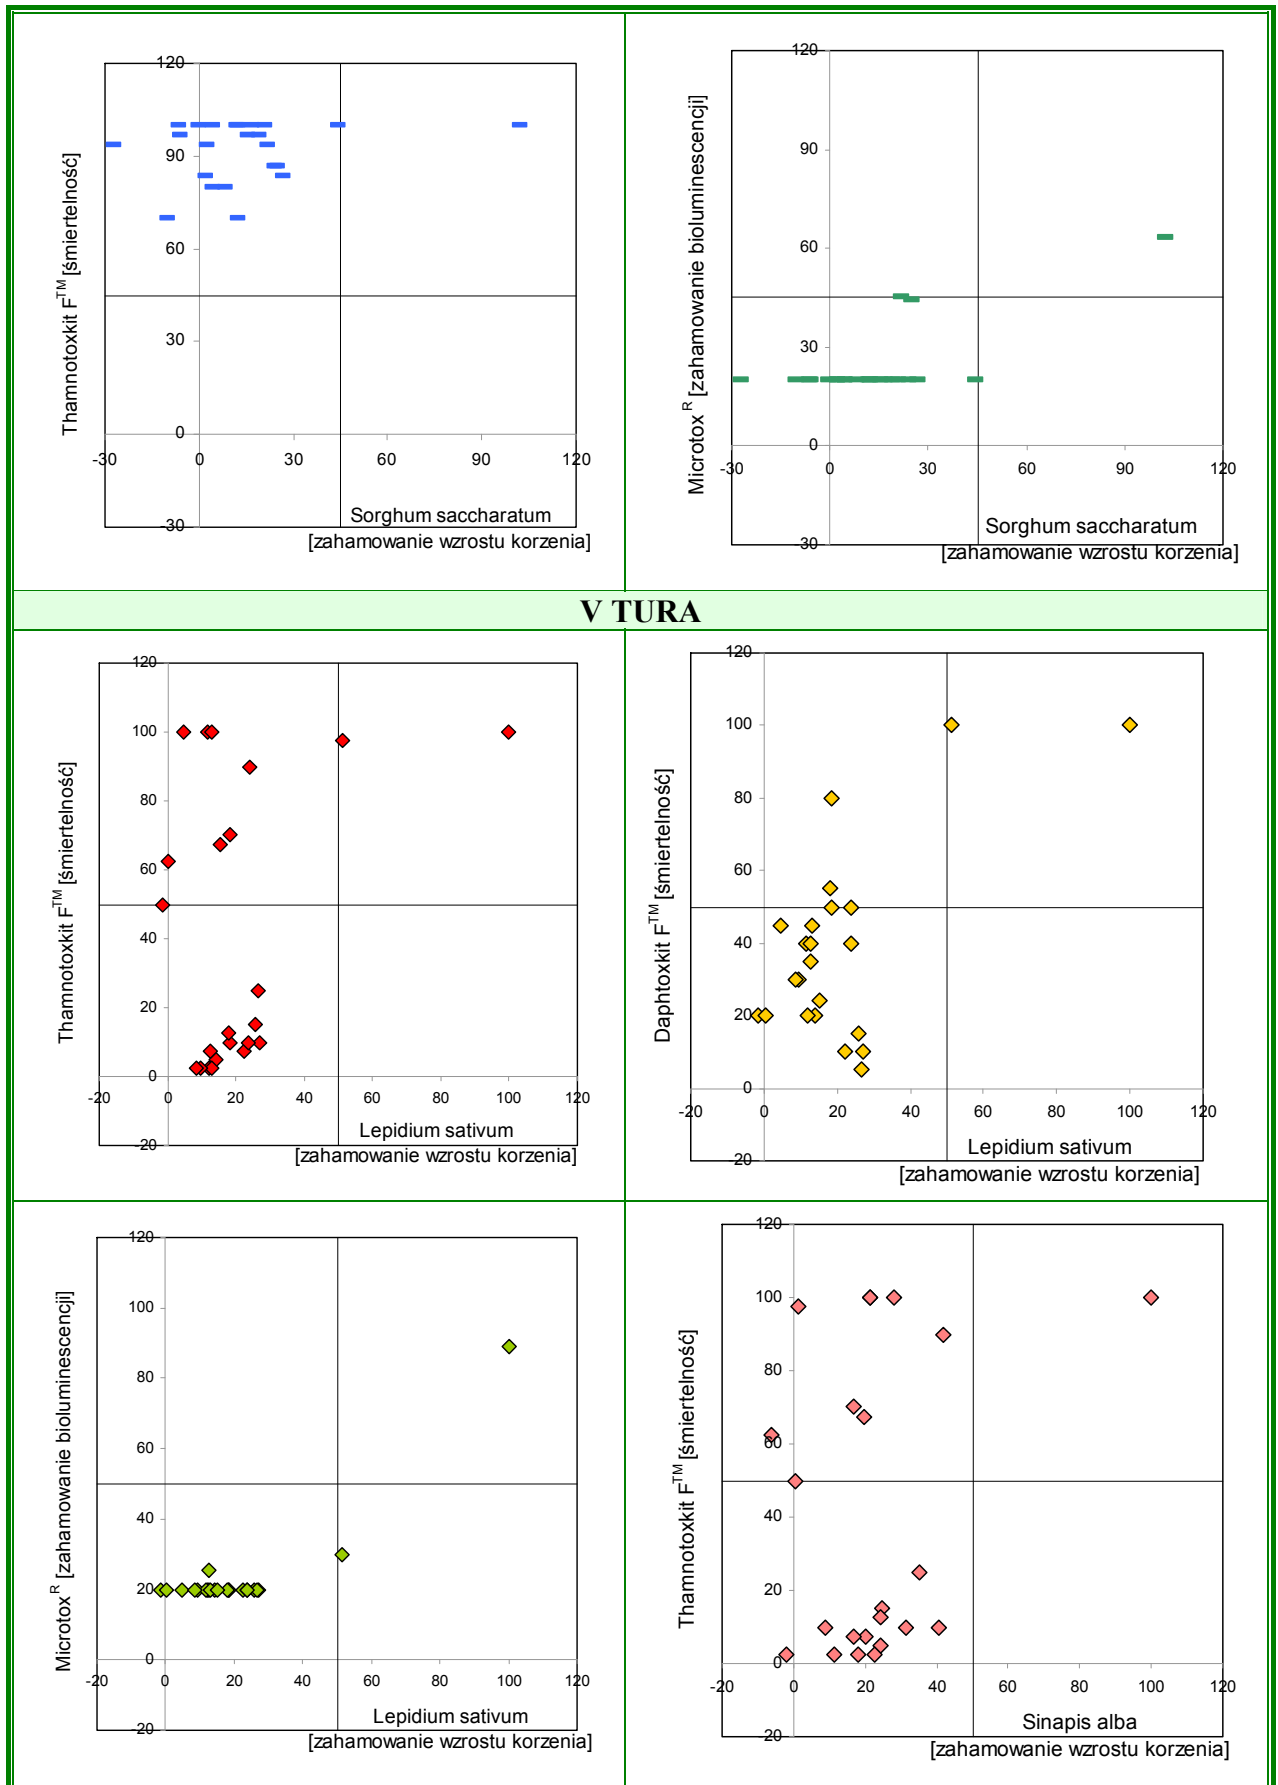 Thamnotoxkit F™ [śmiertelność]
120
90
60
30
0
-30
-30 0 30 60 90 120
Sorghum saccharatum
[zahamowanie wzrostu korzenia]
Microtox R [zahamowanie bioluminescencji]
120
90
60
30
0
-30
-30 0 30 60 90 120
Sorghum saccharatum
[zahamowanie wzrostu korzenia]
V TURA
Thamnotoxkit F™ [śmiertelność]
120
100
80
60
40
20
0
-20
-20 0 20 40 60 80 100 120
Lepidium sativum
[zahamowanie wzrostu korzenia]
Daphtoxkit F™ [śmiertelność]
120
100
80
60
40
20
0
-20
-20 0 20 40 60 80 100 120
Lepidium sativum
[zahamowanie wzrostu korzenia]
Microtox R [zahamowanie bioluminescencji]
120
100
80
60
40
20
0
-20
-20 0 20 40 60 80 100 120
Lepidium sativum
[zahamowanie wzrostu korzenia]
Thamnotoxkit F™ [śmiertelność]
120
100
80
60
40
20
0
-20
-20 0 20 40 60 80 100 120
Sinapis alba
[zahamowanie wzrostu korzenia]